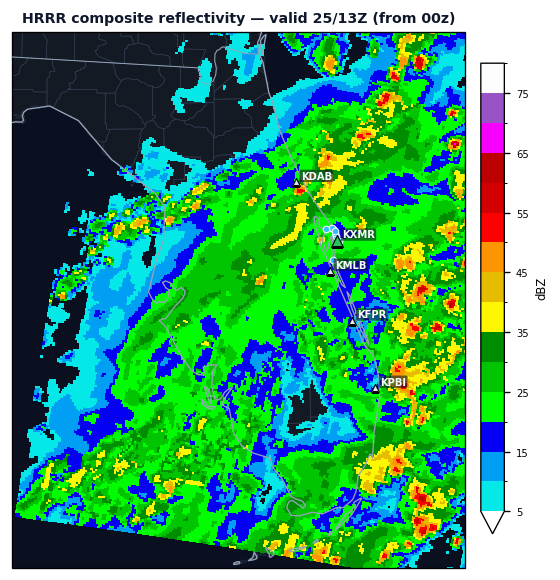 HRRR composite reflectivity — valid 25/13Z (from 00z)
KDAB
KXMR
KMLB
KFPR
KPBI
75
65
55
45
35
25
15
5
dBZ